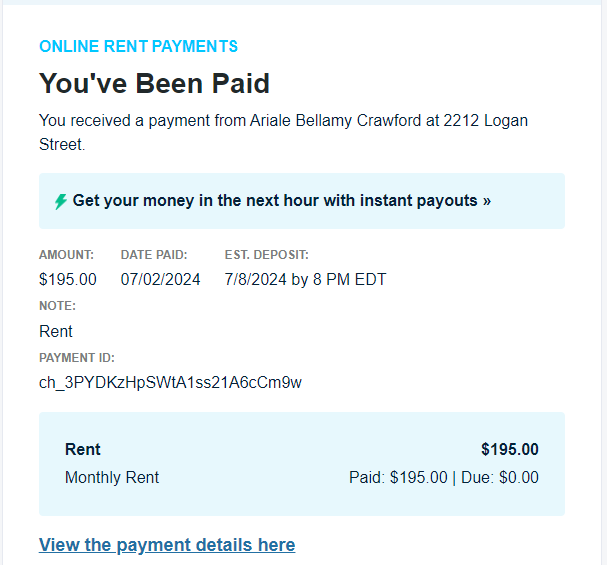 ONLINE RENT PAYMENTS
You've Been Paid
You received a payment from Ariale Bellamy Crawford at 2212 Logan
Street.
Get your money in the next hour with instant payouts »
AMOUNT: DATE PAID: EST. DEPOSIT:
$195.00 07/02/2024 7/8/2024 by 8 PM EDT
NOTE:
Rent
PAYMENT ID:
ch_3PYDKzHpSWtA1ss21A6cCm9w
Rent $195.00
Monthly Rent Paid: $195.00 | Due: $0.00
View the payment details here